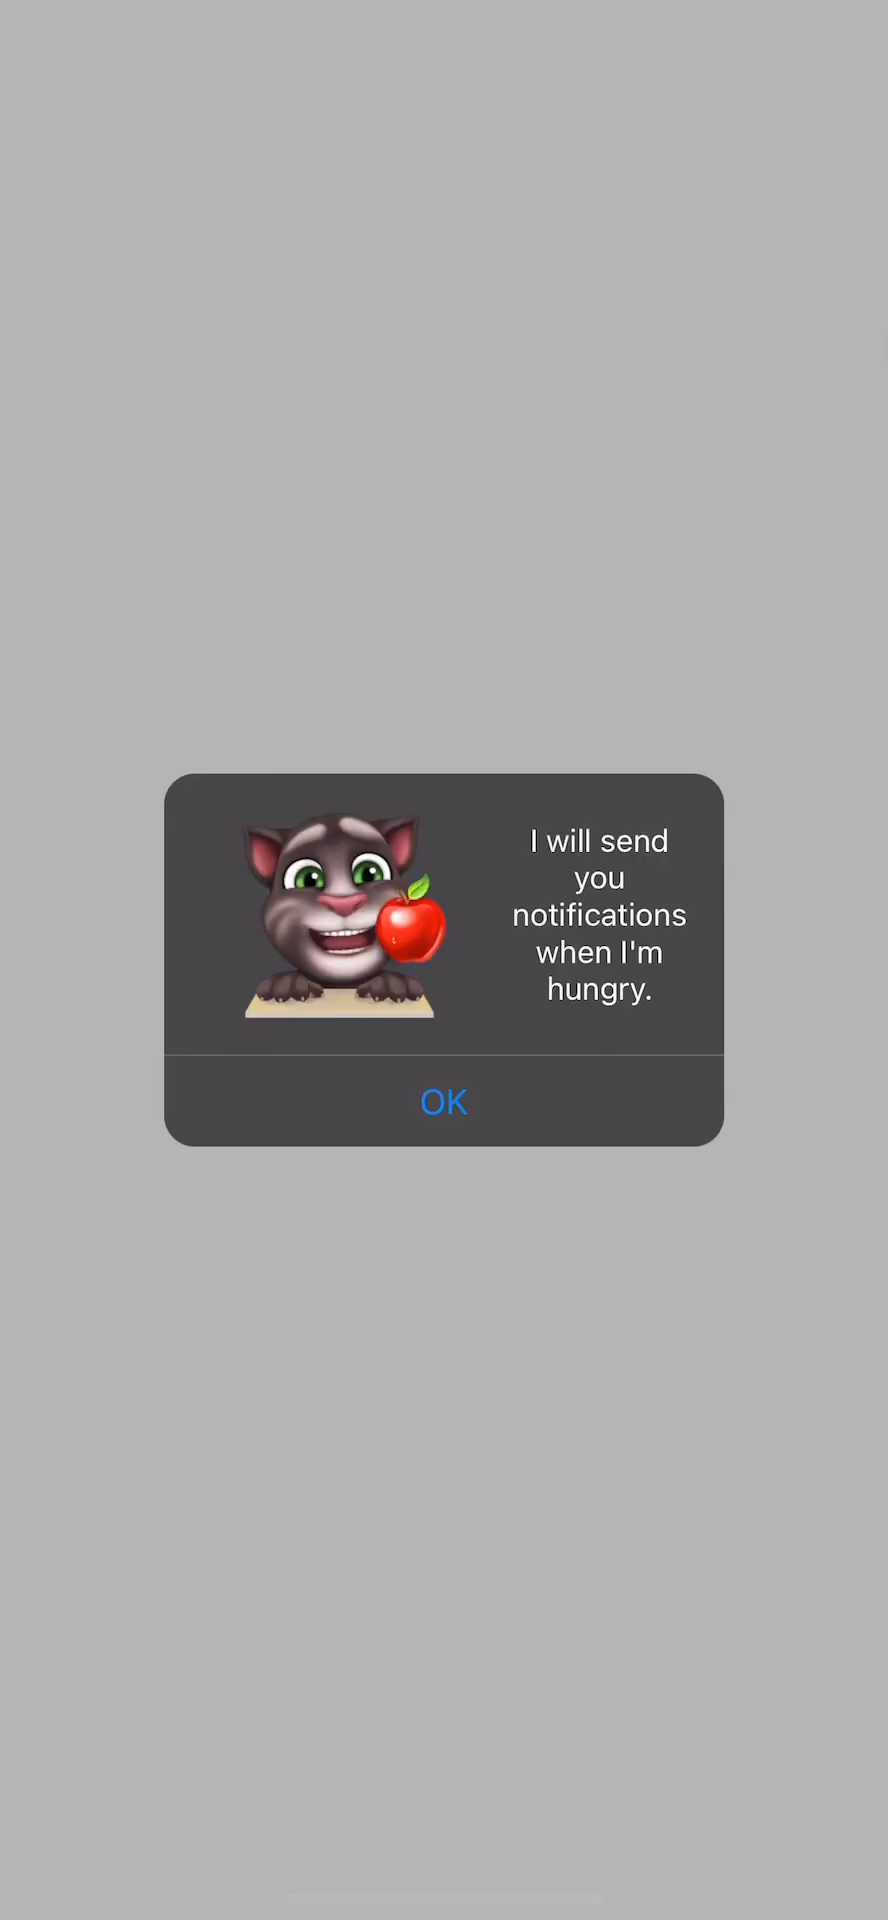 I will send
you
notifications
when I'm
hungry.
OK